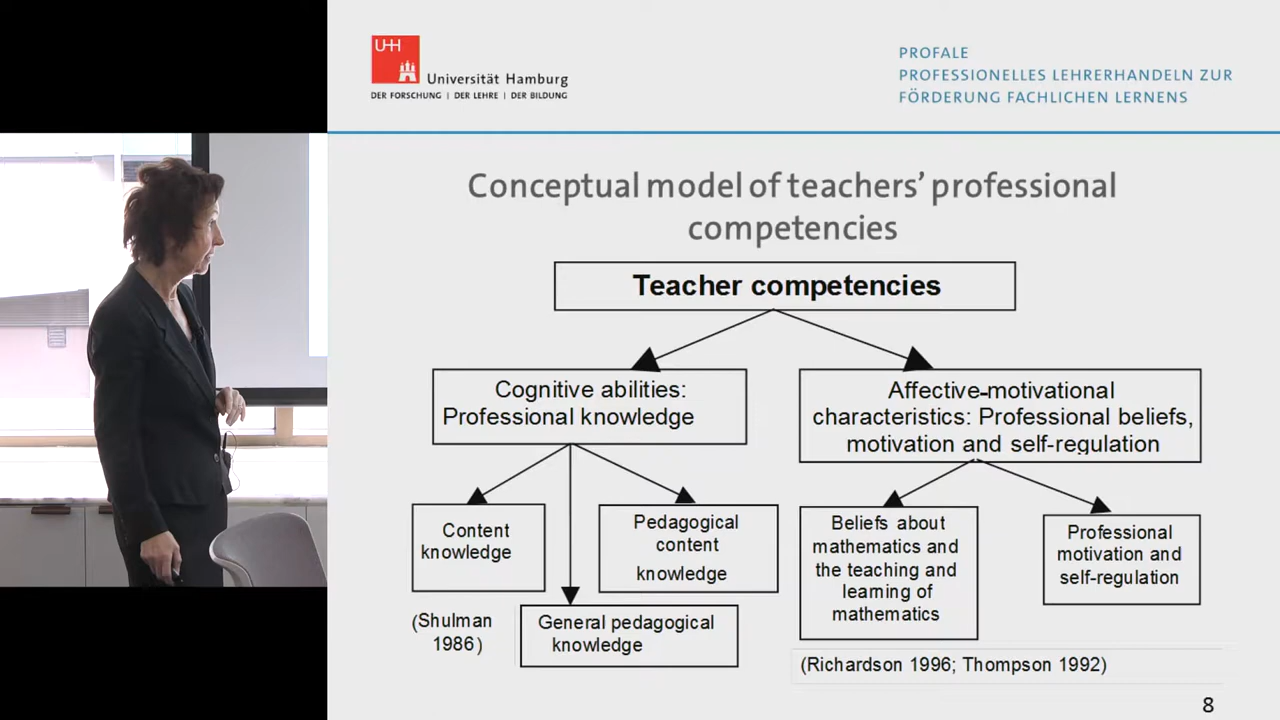 UHH
Universität Hamburg
DER FORSCHUNG | DER LEHRE | DER BILDUNG
PROFALE
PROFESSIONELLES LEHRERHANDELN ZUR
FÖRDERUNG FACHLICHEN LERNENS
Conceptual model of teachers' professional
competencies
Teacher competencies
Cognitive abilities:
Professional knowledge
Affective-motivational
characteristics: Professional beliefs,
motivation and self-regulation
Content
knowledge
Pedagogical
content
knowledge
General pedagogical
knowledge
(Shulman
1986)
Beliefs about
mathematics and
the teaching and
learning of
mathematics
Professional
motivation and
self-regulation
(Richardson 1996; Thompson 1992)
8